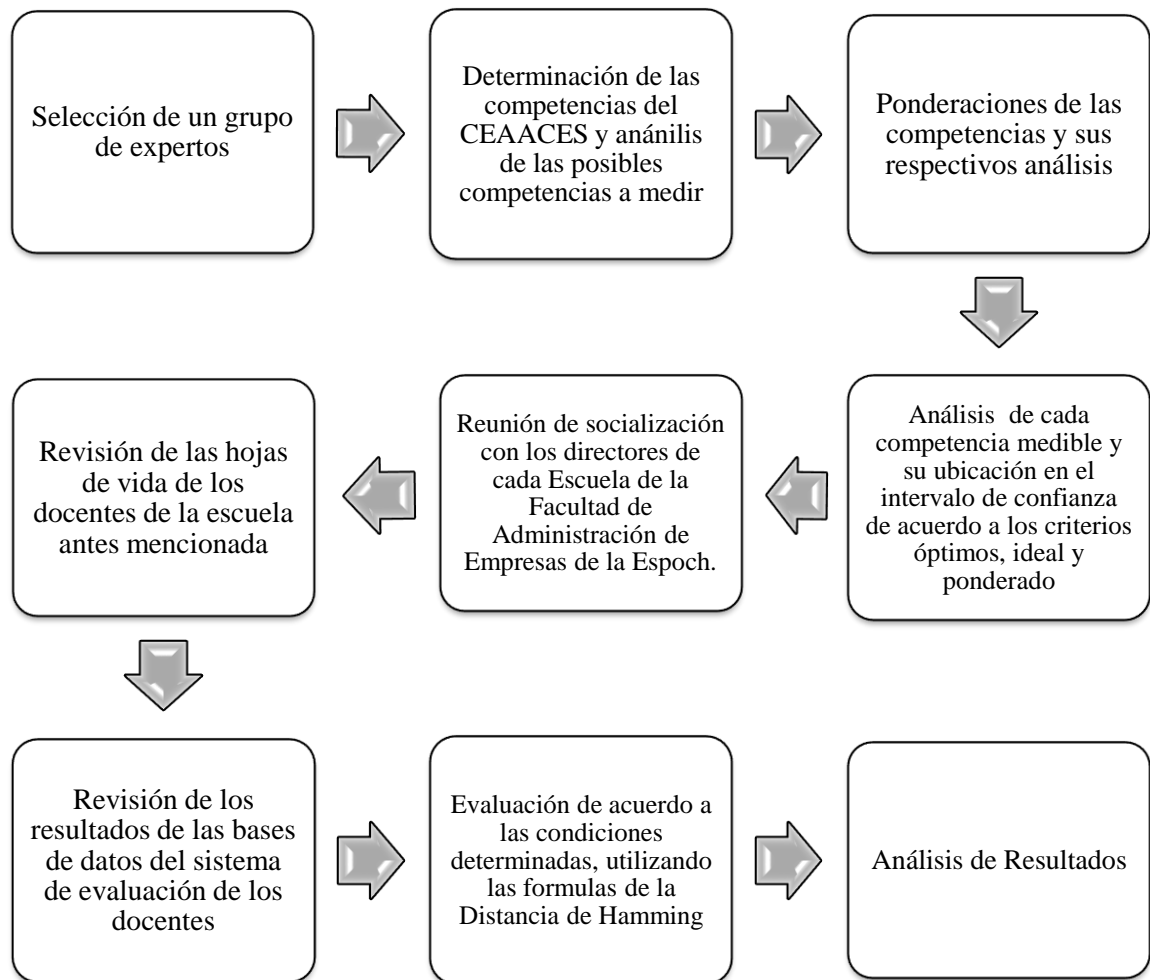 Selección de un grupo
de expertos
Determinación de las
competencias del
CEAACES y anánilis
de las posibles
competencias a medir
Ponderaciones de las
competencias y sus
respectivos análisis
Análisis de cada
competencia medible y
su ubicación en el
intervalo de confianza
de acuerdo a los criterios
óptimos, ideal y
ponderado
Reunión de socialización
con los directores de
cada Escuela de la
Facultad de
Administración de
Empresas de la Espoch.
Revisión de las hojas
de vida de los
docentes de la escuela
antes mencionada
Revisión de los
resultados de las bases
de datos del sistema
de evaluación de los
docentes
Evaluación de acuerdo a
las condiciones
determinadas, utilizando
las formulas de la
Distancia de Hamming
Análisis de Resultados